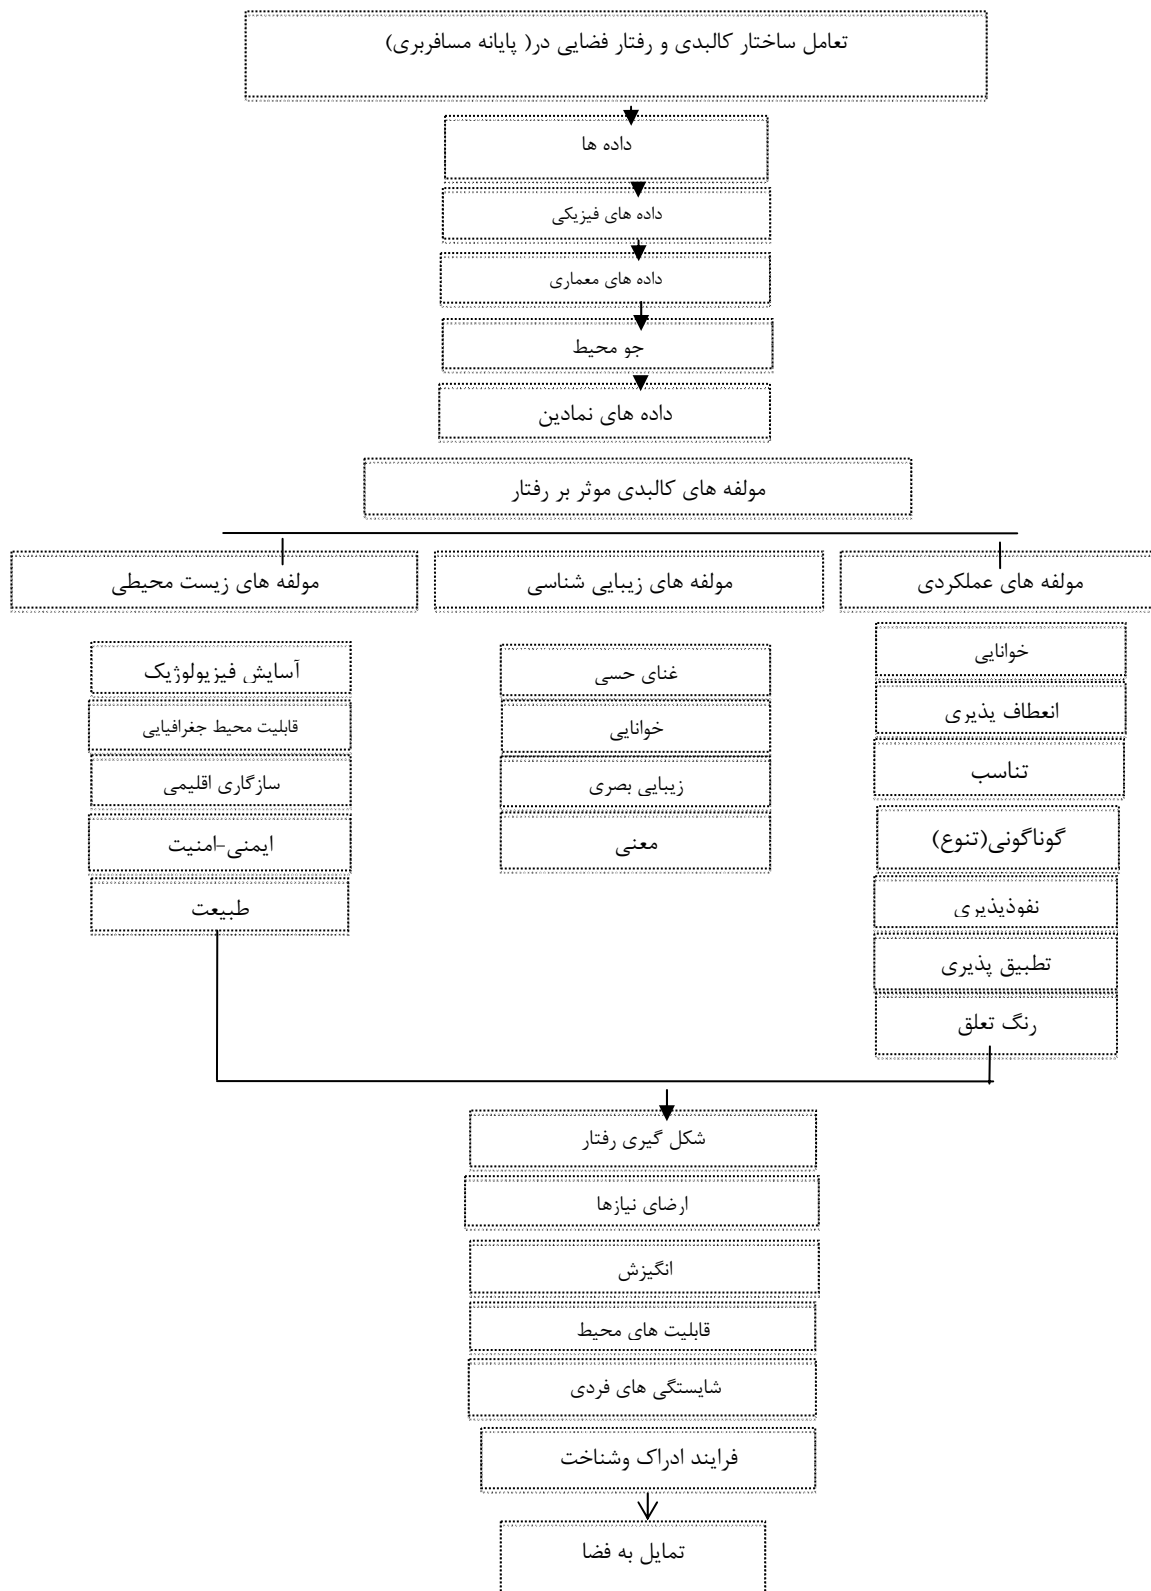 تعامل ساختار کالبدی و رفتار فضایی در( پایانه مسافربری)
داده ها
داده های فیزیکی
داده های معماری
جو محیط
داده های نمادین
مولفه های کالبدی موثر بر رفتار
مولفه های عملکردی
مولفه های زیبایی شناسی
مولفه های زیست محیطی
خوانایی
انعطاف پذیری
تناسب
گوناگونی(تنوع)
نفوذپذیری
تطبیق پذیری
رنگ تعلق
غنای حسی
خوانایی
زیبایی بصری
معنی
آسایش فیزیولوژیک
قابلیت محیط جغرافیایی
سازگاری اقلیمی
ایمنی-امنیت
طبیعت
شکل گیری رفتار
ارضای نیازها
انگیزش
قابلیت های محیط
شایستگی های فردی
فرایند ادراک وشناخت
تمایل به فضا